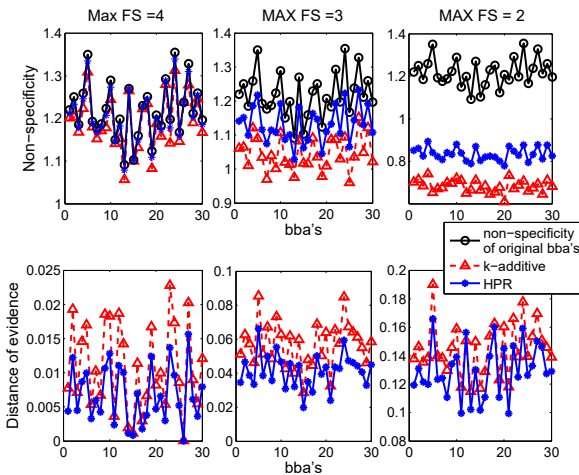 Max FS =4
MAX FS =3
MAX FS = 2
Non-specificity
1.4
1.3
1.2
1.1
1
0 10 20 30
1.4
1.3
1.2
1.1
1
0.9
0 10 20 30
bba's
1.4
1.2
1
0.8
0 10 20 30
non-specificity
of original bba's
k-additive
HPR
Distance of evidence
0.025
0.02
0.015
0.01
0.005
0
0 10 20 30
0.1
0.08
0.06
0.04
0.02
0
0 10 20 30
bba's
0.2
0.18
0.16
0.14
0.12
0.1
0.08
0 10 20 30